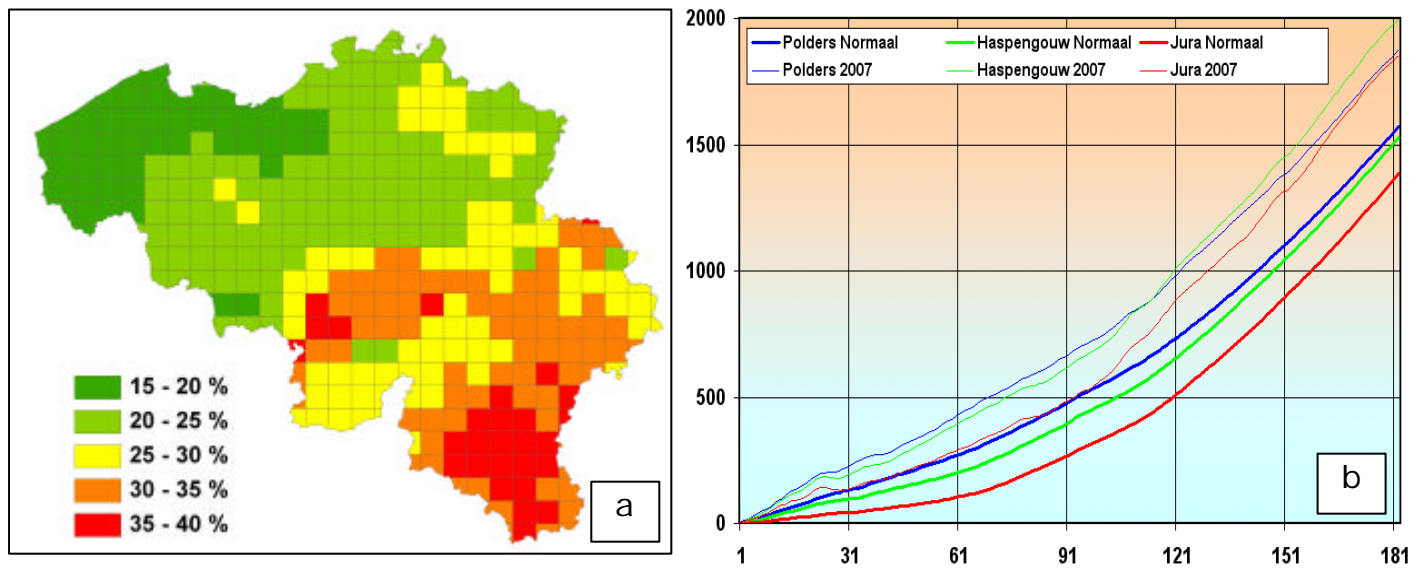 15 - 20 %
20 - 25 %
25 - 30 %
30 - 35 %
35 - 40 %
a
2000
1500
1000
500
0
Polders Normaal Haspengouw Normaal Jura Normaal
Polders 2007 Haspengouw 2007 Jura 2007
b
1 31 61 91 121 151 181